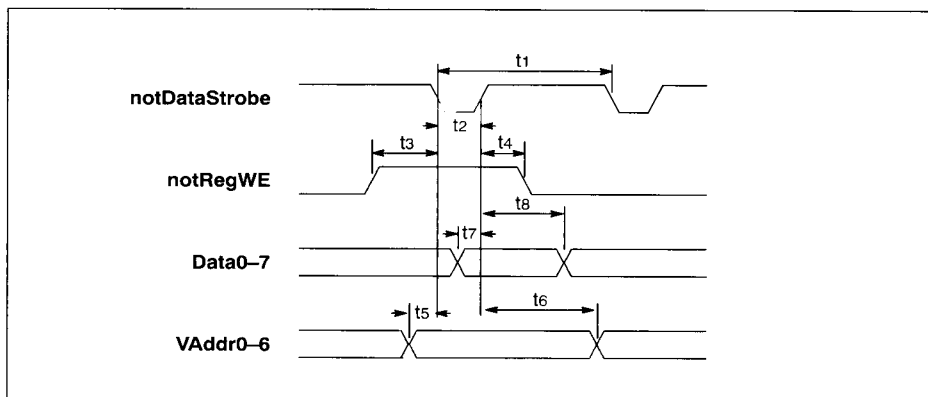 t1
notDataStrobe
t2
t3
t4
notRegWE
t8
t7
Data0–7
t5
t6
VAddr0–6